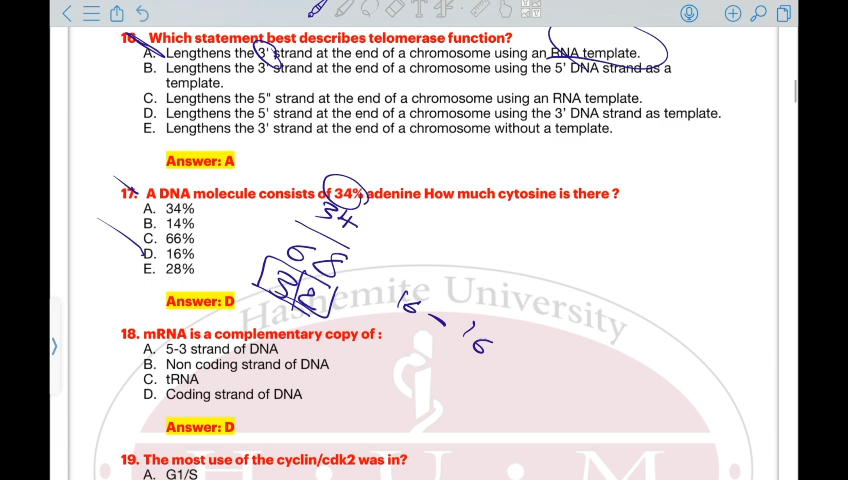 16. Which statement best describes telomerase function?
A. Lengthens the 3' strand at the end of a chromosome using an RNA template.
B. Lengthens the 3' strand at the end of a chromosome using the 5' DNA strand as a
template.
C. Lengthens the 5" strand at the end of a chromosome using an RNA template.
D. Lengthens the 5' strand at the end of a chromosome using the 3' DNA strand as template.
E. Lengthens the 3' strand at the end of a chromosome without a template.
Answer: A
17. A DNA molecule consists of 34% adenine How much cytosine is there ?
34
A. 34%
B. 14%
C. 66%
D. 16%
E. 28%
68
32
16 - 16
Answer: D
Hashemite University
18. mRNA is a complementary copy of :
A. 5-3 strand of DNA
B. Non coding strand of DNA
C. tRNA
D. Coding strand of DNA
Answer: D
19. The most use of the cyclin/cdk2 was in?
A. G1/S
H • U • M